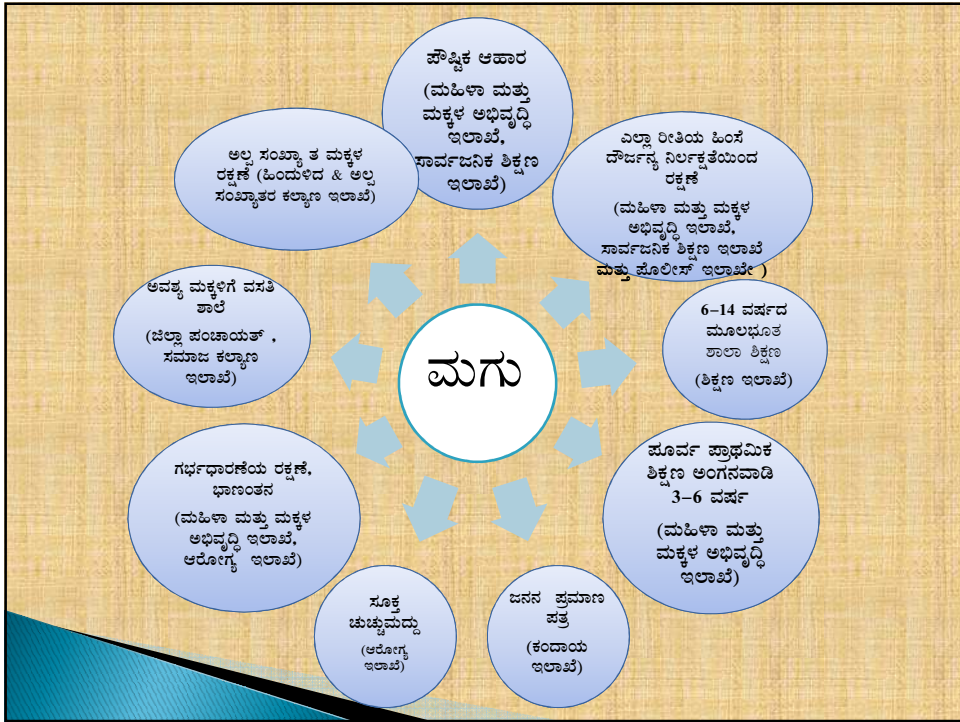 ಪೌಷ್ಟಿಕ ಆಹಾರ
(ಮಹಿಳಾ ಮತ್ತು
ಮಕ್ಕಳ ಅಭಿವೃದ್ಧಿ
ಇಲಾಖೆ,
ಸಾರ್ವಜನಿಕ ಶಿಕ್ಷಣ
ಇಲಾಖೆ)
ಎಲ್ಲಾ ರೀತಿಯ ಹಿಂಸೆ
ದೌರ್ಜನ್ಯ ನಿರ್ಲಕ್ಷತೆಯಿಂದ
ರಕ್ಷಣೆ
(ಮಹಿಳಾ ಮತ್ತು ಮಕ್ಕಳ
ಅಭಿವೃದ್ಧಿ ಇಲಾಖೆ,
ಸಾರ್ವಜನಿಕ ಶಿಕ್ಷಣ ಇಲಾಖೆ
ಮತ್ತು ಪೊಲೀಸ್ ಇಲಾಖೇ )
6–14 ವರ್ಷದ
ಮೂಲಭೂತ
ಶಾಲಾ ಶಿಕ್ಷಣ
(ಶಿಕ್ಷಣ ಇಲಾಖೆ)
ಪೂರ್ವ ಪ್ರಾಥಮಿಕ
ಶಿಕ್ಷಣ ಅಂಗನವಾಡಿ
3–6 ವರ್ಷ
(ಮಹಿಳಾ ಮತ್ತು
ಮಕ್ಕಳ ಅಭಿವೃದ್ಧಿ
ಇಲಾಖೆ)
ಜನನ ಪ್ರಮಾಣ
ಪತ್ರ
(ಕಂದಾಯ
ಇಲಾಖೆ)
ಸೂಕ್ತ
ಚುಚ್ಚುಮದ್ದು
(ಆರೋಗ್ಯ
ಇಲಾಖೆ)
ಗರ್ಭಧಾರಣೆಯ ರಕ್ಷಣೆ,
ಭಾಣಂತನ
(ಮಹಿಳಾ ಮತ್ತು ಮಕ್ಕಳ
ಅಭಿವೃದ್ಧಿ ಇಲಾಖೆ,
ಆರೋಗ್ಯ ಇಲಾಖೆ)
ಅವಶ್ಯ ಮಕ್ಕಳಿಗೆ ವಸತಿ
ಶಾಲೆ
(ಜಿಲ್ಲಾ ಪಂಚಾಯತ್ ,
ಸಮಾಜ ಕಲ್ಯಾಣ
ಇಲಾಖೆ)
ಅಲ್ಪ ಸಂಖ್ಯಾ ತ ಮಕ್ಕಳ
ರಕ್ಷಣೆ (ಹಿಂದುಳಿದ & ಅಲ್ಪ
ಸಂಖ್ಯಾತರ ಕಲ್ಯಾಣ ಇಲಾಖೆ)
ಮಗು